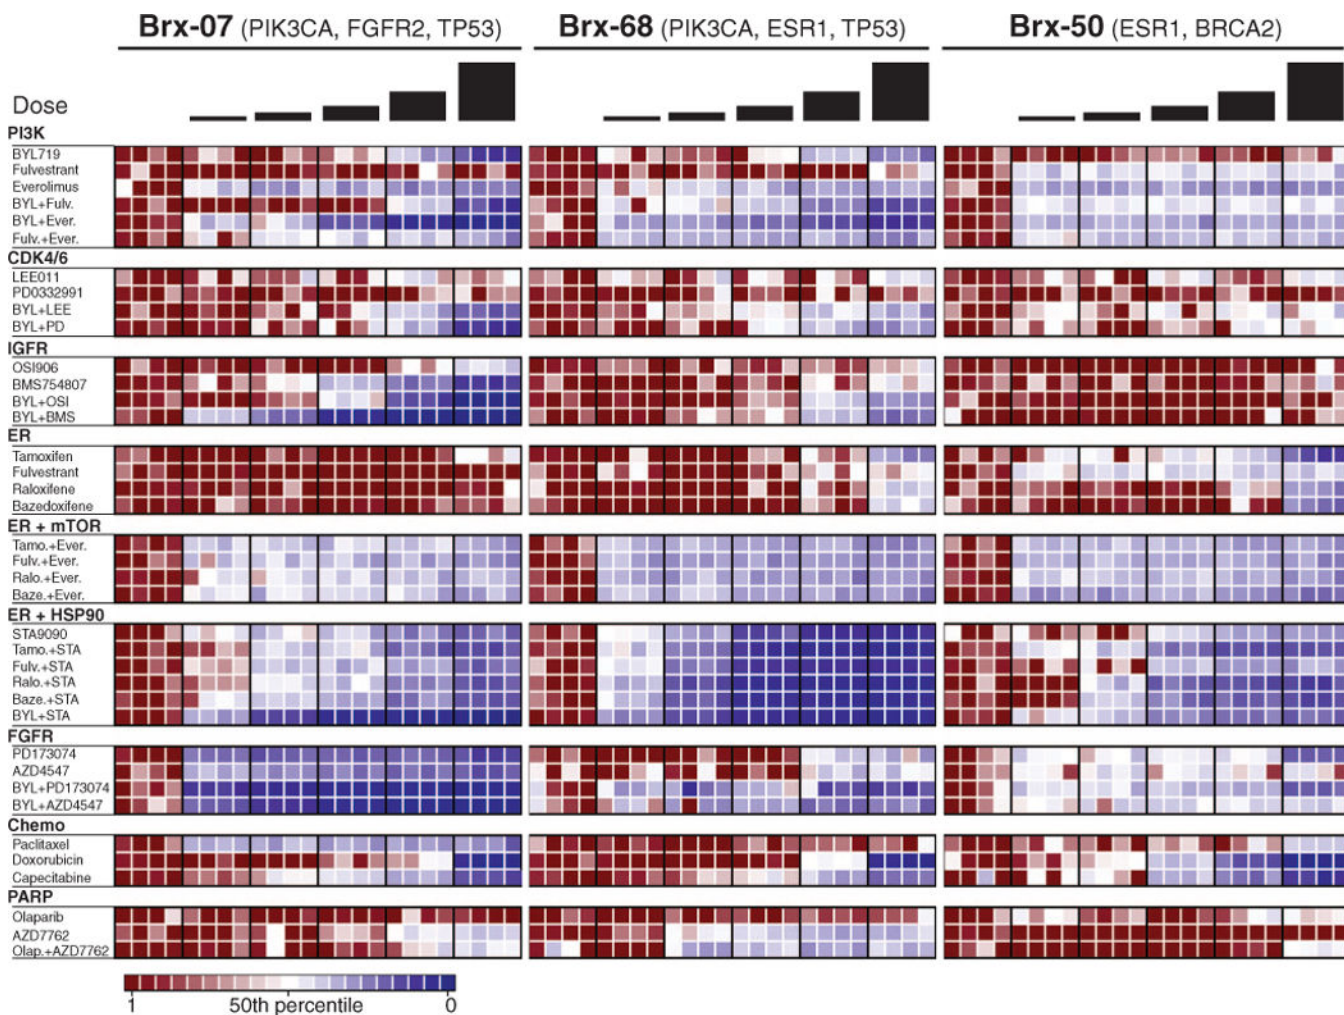 Brx-07 (PIK3CA, FGFR2, TP53) Brx-68 (PIK3CA, ESR1, TP53) Brx-50 (ESR1, BRCA2)
Dose
PI3K
BYL719
Fulvestrant
Everolimus
BYL+Fulv.
BYL+Ever.
Fulv.+Ever.
CDK4/6
LEE011
PD0332991
BYL+LEE
BYL+PD
IGFR
OSI906
BMS754807
BYL+OSI
BYL+BMS
ER
Tamoxifen
Fulvestrant
Raloxifene
Bazedoxifene
ER + mTOR
Tamo.+Ever.
Fulv.+Ever.
Ralo.+Ever.
Baze.+Ever.
ER + HSP90
STA9090
Tamo.+STA
Fulv.+STA
Ralo.+STA
Baze.+STA
BYL+STA
FGFR
PD173074
AZD4547
BYL+PD173074
BYL+AZD4547
Chemo
Paclitaxel
Doxorubicin
Capecitabine
PARP
Olaparib
AZD7762
Olap.+AZD7762
1 50th percentile 0